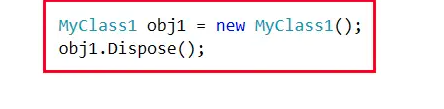 MyClass1 obj1 = new MyClass1();
obj1.Dispose();